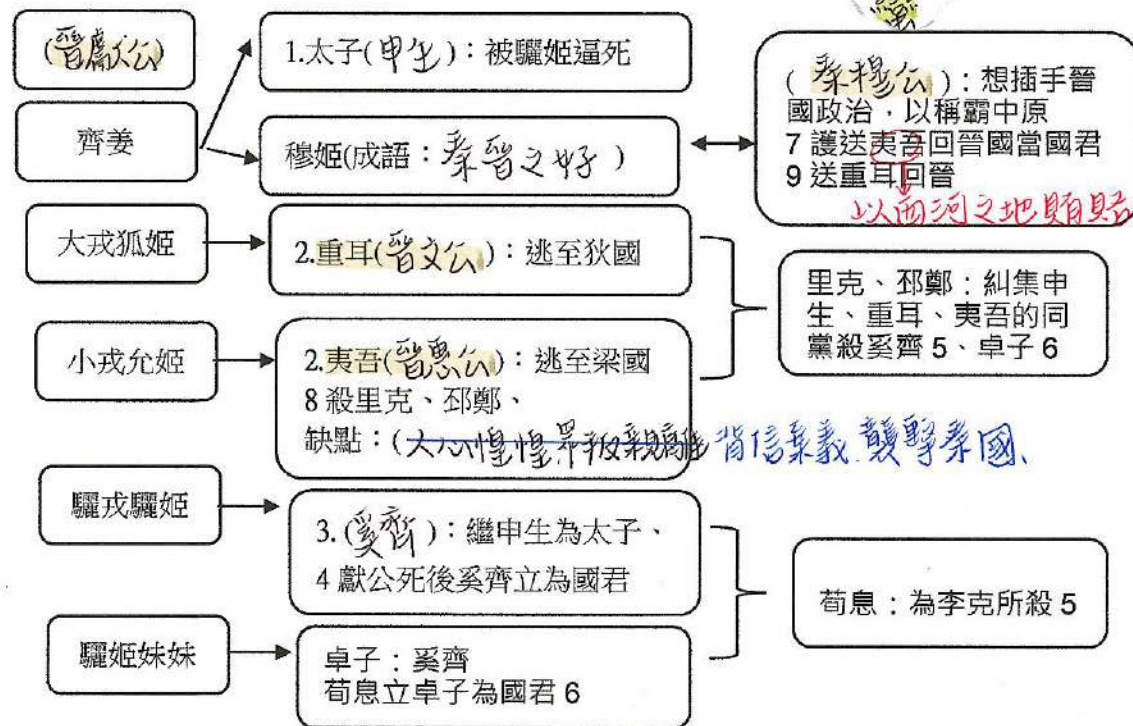 (晉獻公)
齊姜
1.太子(申生)：被驪姬逼死
穆姬(成語：秦晉之好)
(秦穆公)：想插手晉
國政治，以稱霸中原
7 護送夷吾回晉國當國君
9 送重耳回晉
以西河之地賄賂
大戎狐姬
2.重耳(晉文公)：逃至狄國
里克、邳鄭：糾集申
生、重耳、夷吾的同
黨殺奚齊 5、卓子 6
小戎允姬
2.夷吾(晉惠公)：逃至梁國
8 殺里克、邳鄭、
缺點：(人心惶惶眾叛親離 背信棄義、襲擊秦國、
驪戎驪姬
3.(奚齊)：繼申生為太子、
4 獻公死後奚齊立為國君
荀息：為李克所殺 5
驪姬妹妹
卓子：奚齊
荀息立卓子為國君 6